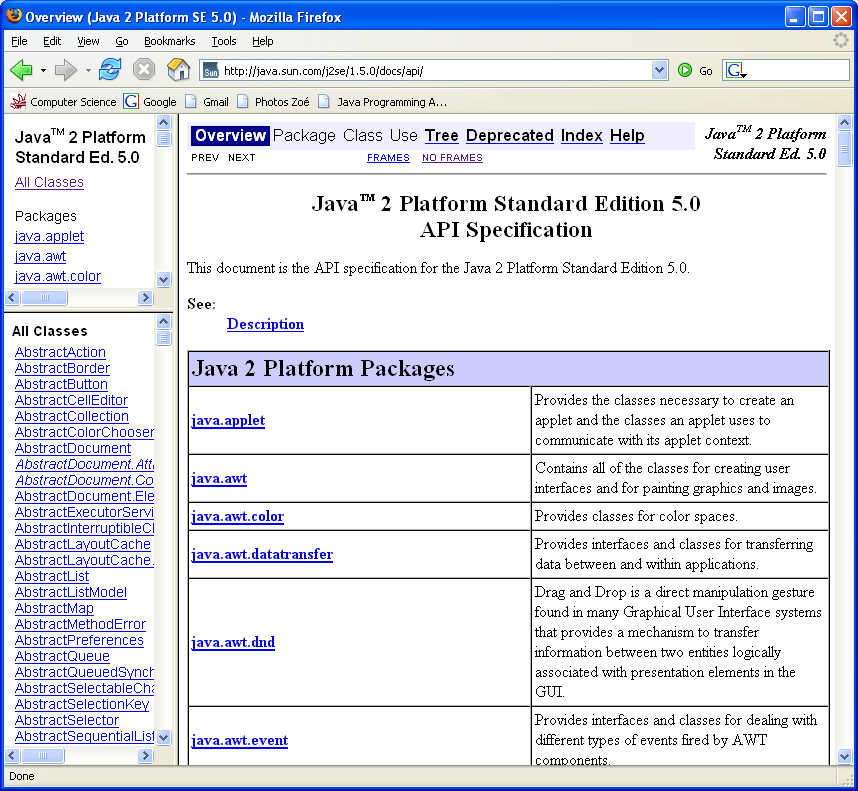 Overview (Java 2 Platform SE 5.0) - Mozilla Firefox
File Edit View Go Bookmarks Tools Help
Sun http://java.sun.com/j2se/1.5.0/docs/api/ Go G
Computer Science G Google Gmail Photos Zoé Java Programming A...
Java™ 2 Platform
Standard Ed. 5.0
All Classes
Packages
java.applet
java.awt
java.awt.color
All Classes
AbstractAction
AbstractBorder
AbstractButton
AbstractCellEditor
AbstractCollection
AbstractColorChooser
AbstractDocument
AbstractDocument.Att
AbstractDocument.Co
AbstractDocument.Ele
AbstractExecutorServi
AbstractInterruptibleCh
AbstractLayoutCache
AbstractLayoutCache.
AbstractList
AbstractListModel
AbstractMap
AbstractMethodError
AbstractPreferences
AbstractQueue
AbstractQueuedSynch
AbstractSelectableCha
AbstractSelectionKey
AbstractSelector
AbstractSequentialList
Overview Package Class Use Tree Deprecated Index Help
Java™ 2 Platform
Standard Ed. 5.0
PREV NEXT FRAMES NO FRAMES
Java™ 2 Platform Standard Edition 5.0
API Specification
This document is the API specification for the Java 2 Platform Standard Edition 5.0.
See:
Description
Java 2 Platform Packages
java.applet
Provides the classes necessary to create an
applet and the classes an applet uses to
communicate with its applet context.
java.awt
Contains all of the classes for creating user
interfaces and for painting graphics and images.
java.awt.color
Provides classes for color spaces.
java.awt.datatransfer
Provides interfaces and classes for transferring
data between and within applications.
java.awt.dnd
Drag and Drop is a direct manipulation gesture
found in many Graphical User Interface systems
that provides a mechanism to transfer
information between two entities logically
associated with presentation elements in the
GUI.
java.awt.event
Provides interfaces and classes for dealing with
different types of events fired by AWT
components.
Done